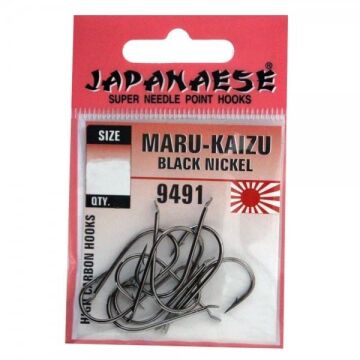 JAPANAESE
SUPER NEEDLE POINT HOOKS
SIZE
QTY.
MARU-KAIZU
BLACK NICKEL
9491
HIGH CARBON HOOKS